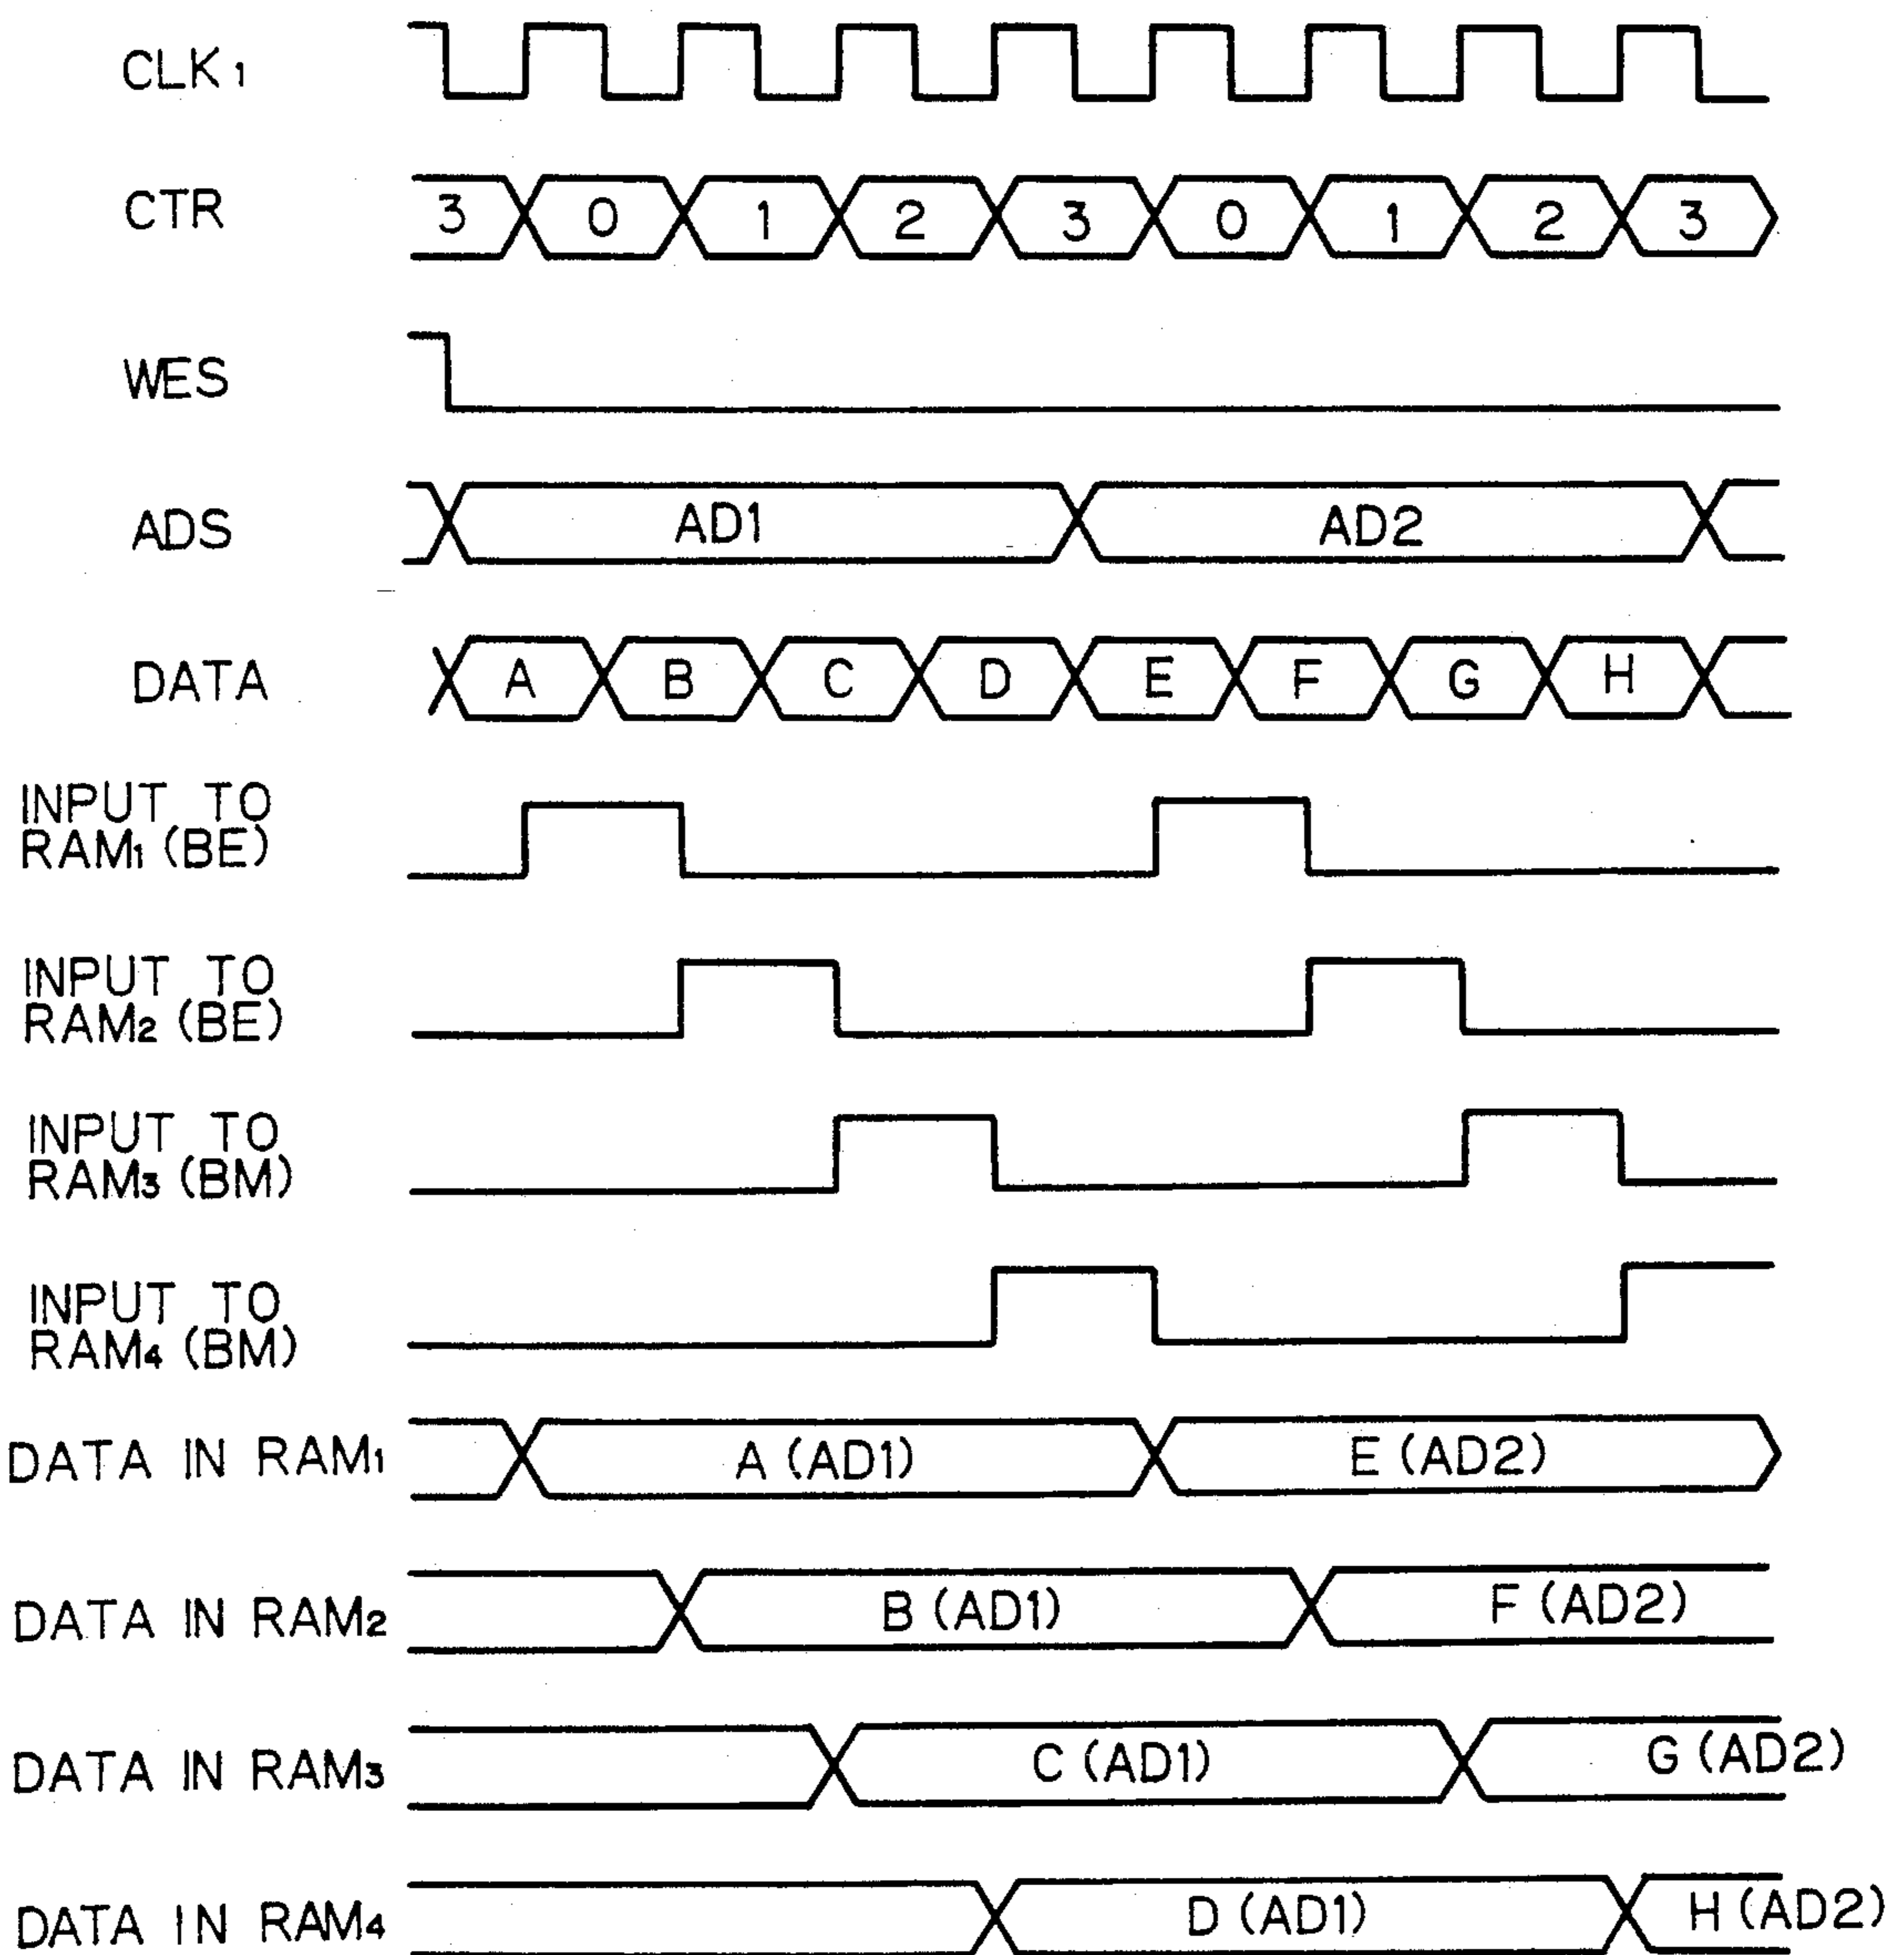 CLK₁
CTR 3 0 1 2 3 0 1 2 3
WES
ADS AD1 AD2
DATA A B C D E F G H
INPUT TO
RAM₁ (BE)
INPUT TO
RAM₂ (BE)
INPUT TO
RAM₃ (BM)
INPUT TO
RAM₄ (BM)
DATA IN RAM₁ A (AD1) E (AD2)
DATA IN RAM₂ B (AD1) F (AD2)
DATA IN RAM₃ C (AD1) G (AD2)
DATA IN RAM₄ D (AD1) H (AD2)